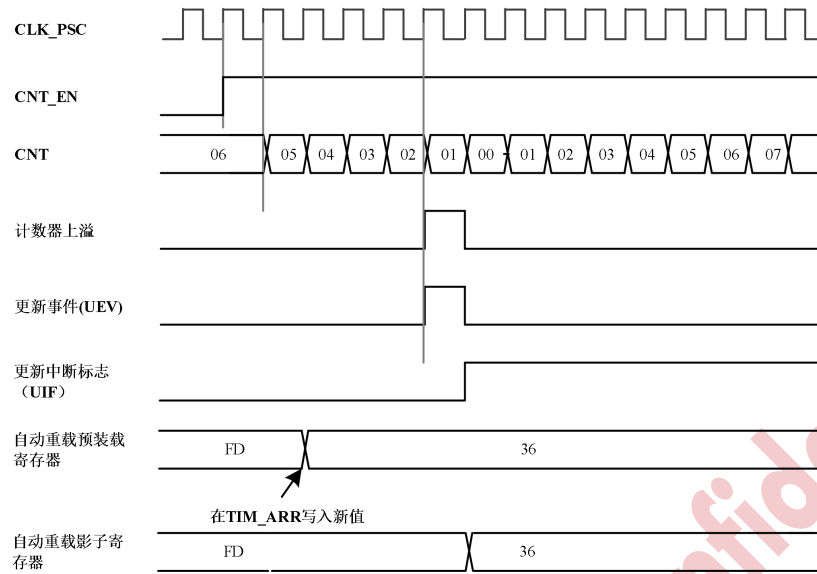 CLK_PSC
CNT_EN
CNT
06 05 04 03 02 01 00 01 02 03 04 05 06 07
计数器上溢
更新事件(UEV)
更新中断标志
（UIF）
自动重载预装载
寄存器
FD 36
在TIM_ARR写入新值
自动重载影子寄
存器
FD 36